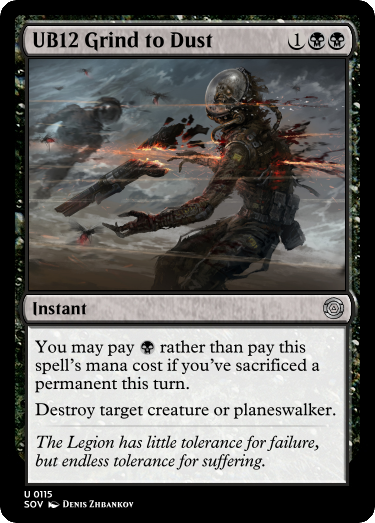 UB12 Grind to Dust 1
Instant
You may pay rather than pay this
spell's mana cost if you've sacrificed a
permanent this turn.
Destroy target creature or planeswalker.
The Legion has little tolerance for failure,
but endless tolerance for suffering.
U 0115
SOV Denis Zhbankov